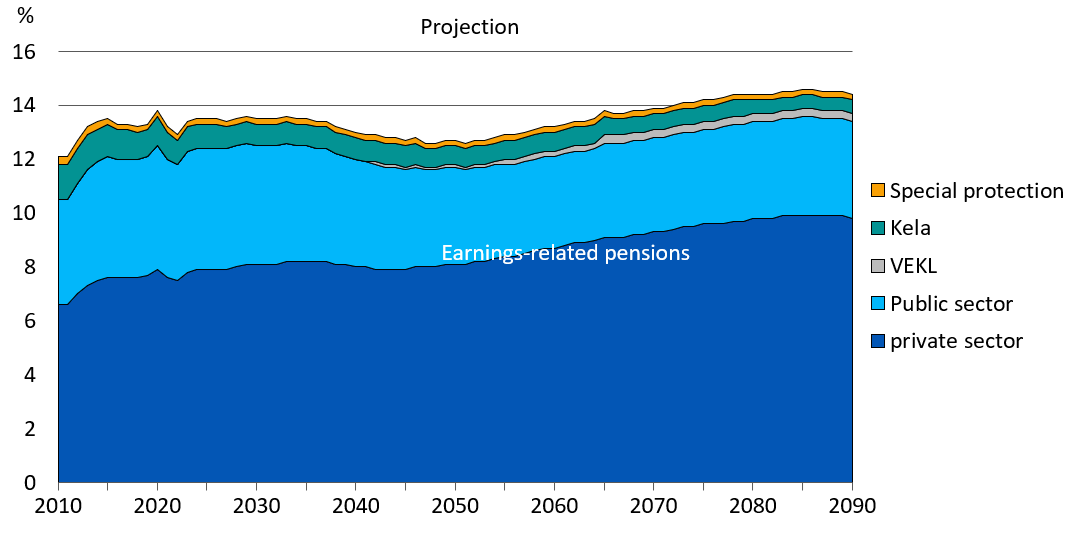 %
Projection
16
14
12
10
8
6
4
2
0
Earnings-related pensions
2010 2020 2030 2040 2050 2060 2070 2080 2090
Special protection
Kela
VEKL
Public sector
private sector